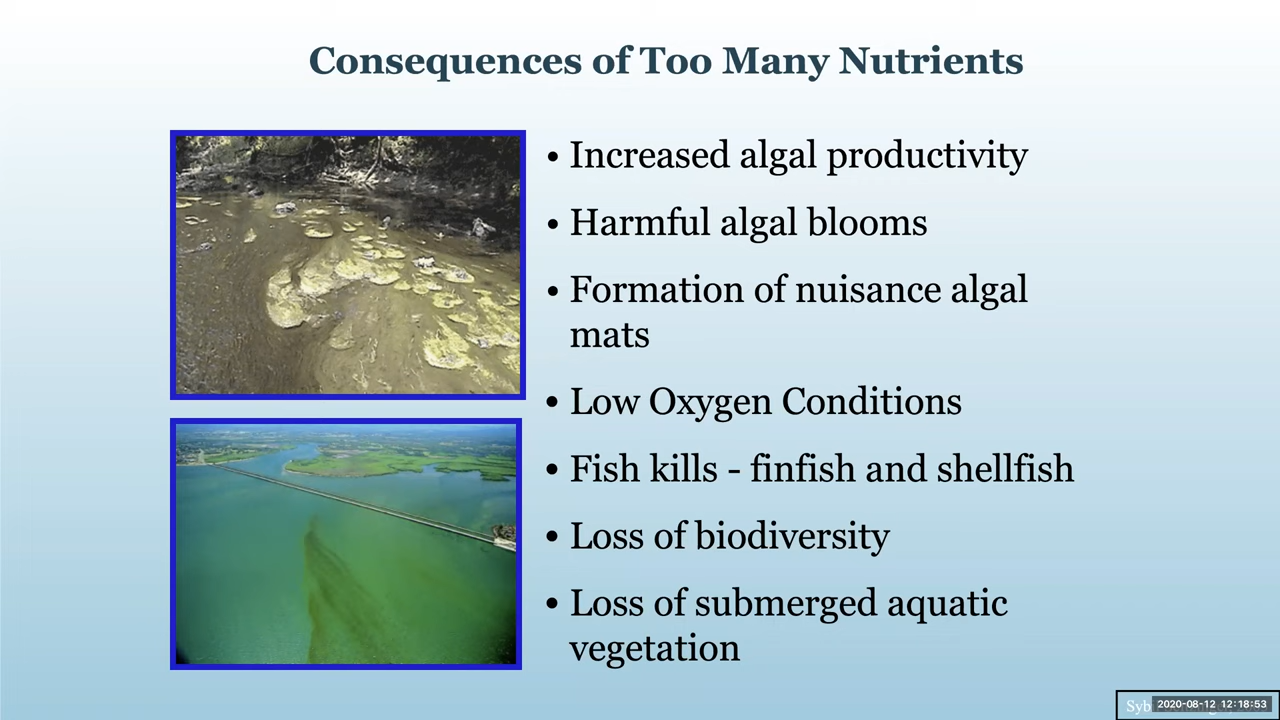 Consequences of Too Many Nutrients
• Increased algal productivity
• Harmful algal blooms
• Formation of nuisance algal
mats
• Low Oxygen Conditions
• Fish kills - finfish and shellfish
• Loss of biodiversity
• Loss of submerged aquatic
vegetation
2020-08-12 12:18:53